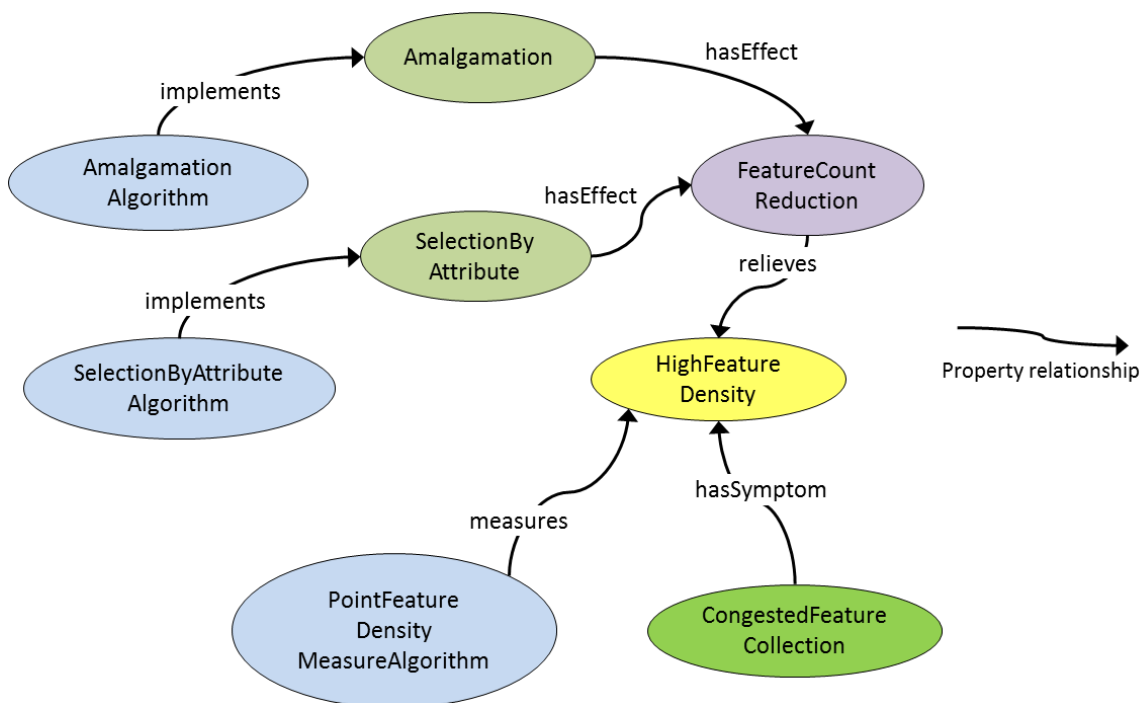 Amalgamation
hasEffect
implements
Amalgamation
Algorithm
FeatureCount
Reduction
hasEffect
SelectionBy
Attribute
relieves
implements
SelectionByAttribute
Algorithm
HighFeature
Density
Property relationship
hasSymptom
measures
PointFeature
Density
MeasureAlgorithm
CongestedFeature
Collection